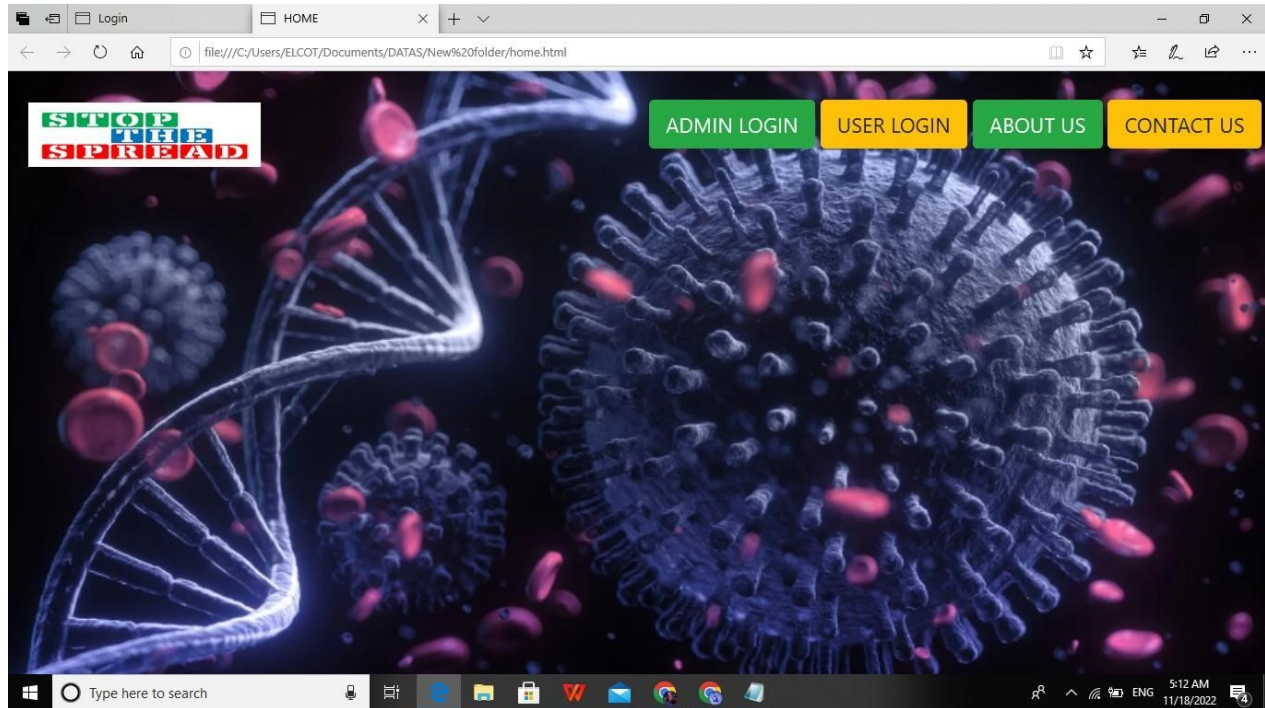 Login
HOME
file:///C:/Users/ELCOT/Documents/DATAS/New%20folder/home.html
STOP
THE
SPREAD
ADMIN LOGIN
USER LOGIN
ABOUT US
CONTACT US
Type here to search
W
ENG
5:12 AM
11/18/2022
4